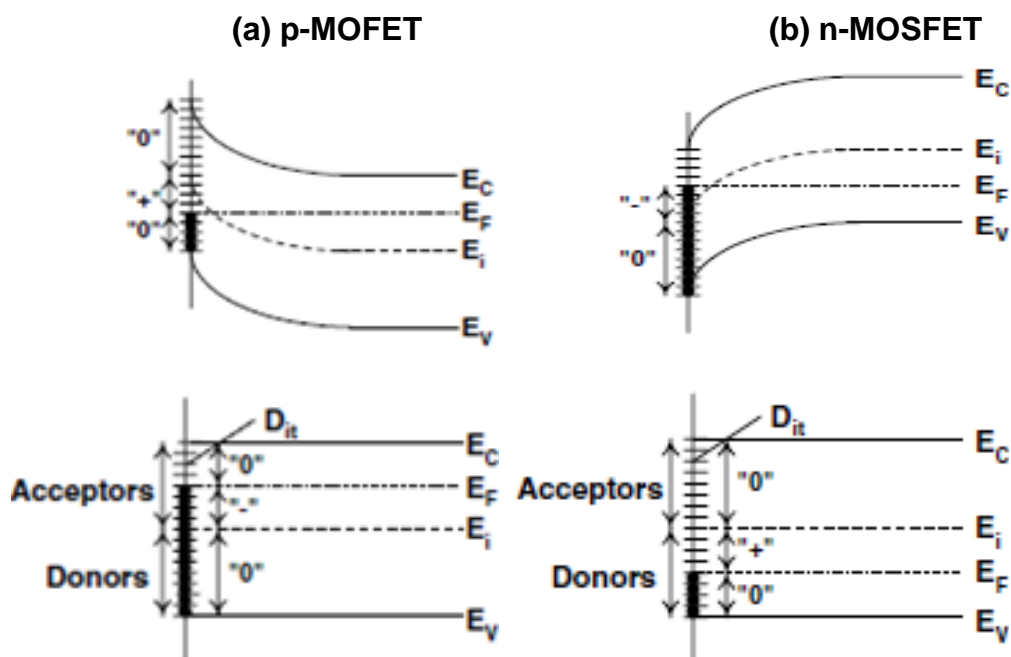 (a) p-MOFET
(b) n-MOSFET
"0"
"+"
"0"
E_C
E_F
E_i
E_V
"-"
"0"
E_C
E_i
E_F
E_V
D_it
Acceptors
Donors
"0"
"-"
"0"
E_C
E_F
E_i
E_V
D_it
Acceptors
Donors
"0"
"+"
"0"
E_C
E_i
E_F
E_V